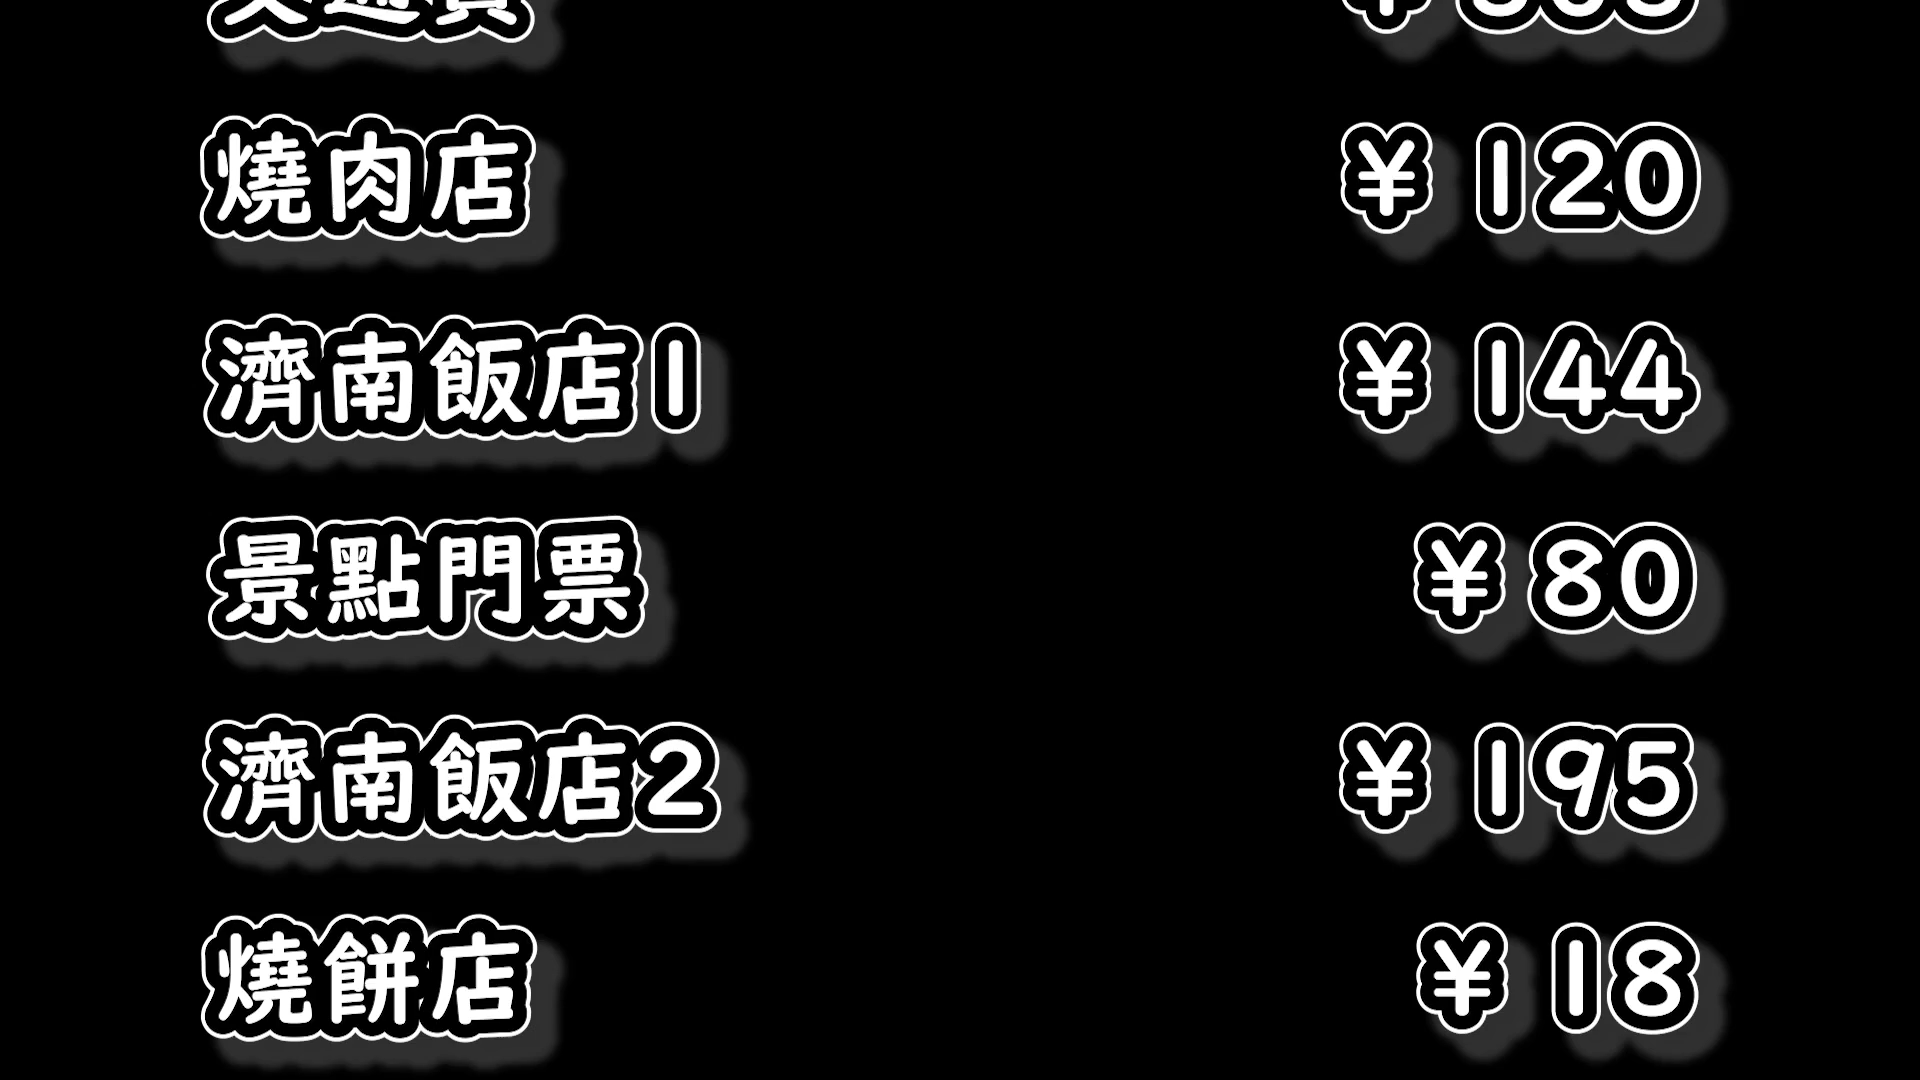 燒肉店 ¥ 120
濟南飯店1 ¥ 144
景點門票 ¥ 80
濟南飯店2 ¥ 195
燒餅店 ¥ 18